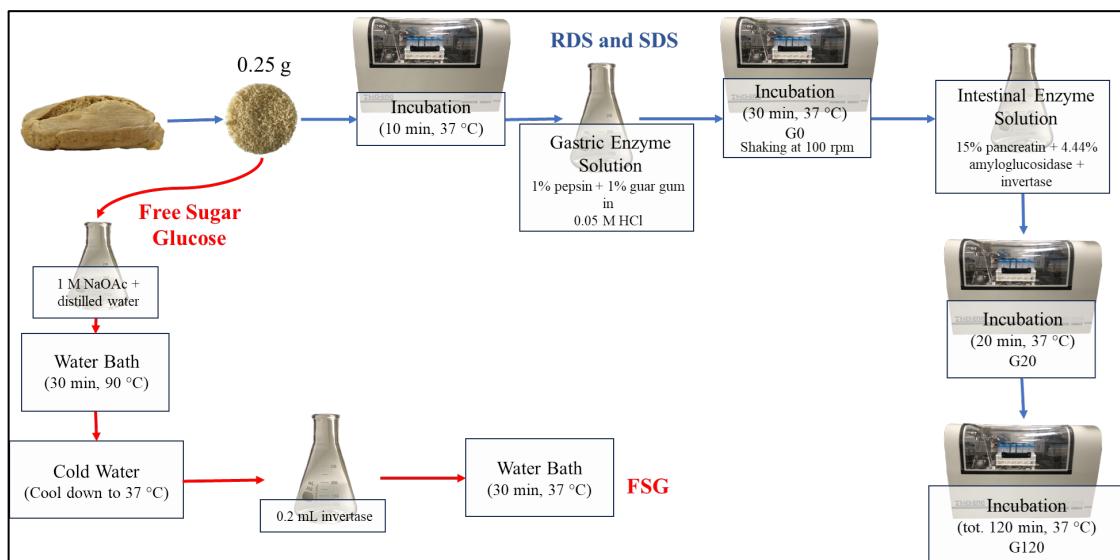 0.25 g
Incubation
(10 min, 37 °C)
RDS and SDS
Gastric Enzyme
Solution
1% pepsin + 1% guar gum
in
0.05 M HCl
Incubation
(30 min, 37 °C)
G0
Shaking at 100 rpm
Intestinal Enzyme
Solution
15% pancreatin + 4.44%
amyloglucosidase +
invertase
Incubation
(20 min, 37 °C)
G20
Incubation
(tot. 120 min, 37 °C)
G120
Free Sugar
Glucose
1 M NaOAc +
distilled water
Water Bath
(30 min, 90 °C)
Cold Water
(Cool down to 37 °C)
0.2 mL invertase
Water Bath
(30 min, 37 °C)
FSG